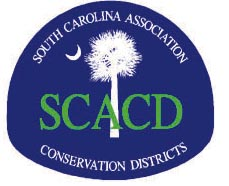 SOUTH CAROLINA ASSOCIATION
SCACD
CONSERVATION DISTRICTS